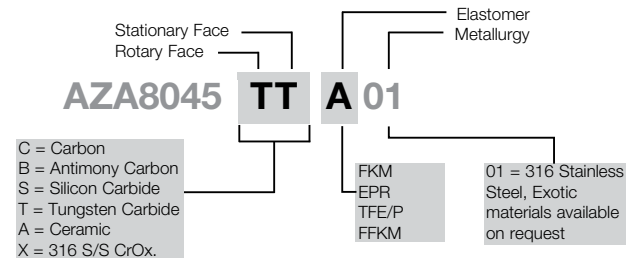 Stationary Face
Rotary Face
Elastomer
Metallurgy
AZA8045 TT A 01
C = Carbon
B = Antimony Carbon
S = Silicon Carbide
T = Tungsten Carbide
A = Ceramic
X = 316 S/S CrOx.
FKM
EPR
TFE/P
FFKM
01 = 316 Stainless
Steel, Exotic
materials available
on request